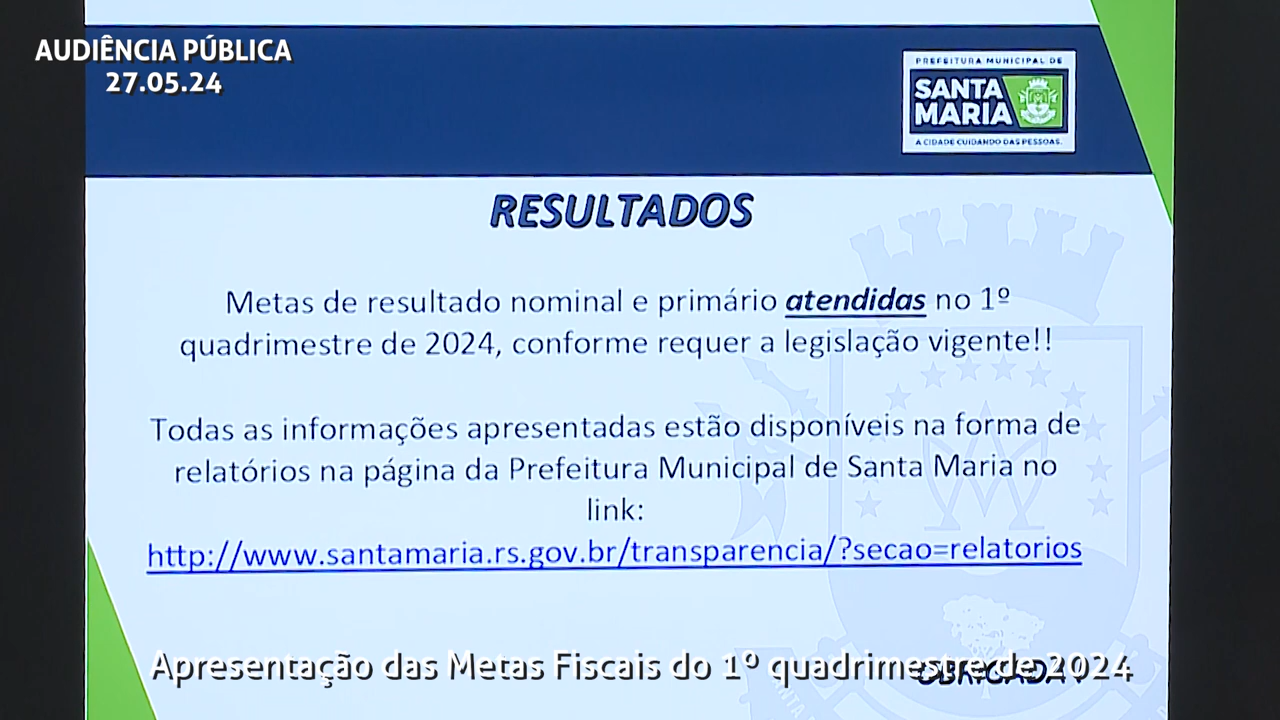 AUDIÊNCIA PÚBLICA
27.05.24
PREFEITURA MUNICIPAL DE
SANTA
MARIA
A CIDADE CUIDANDO DAS PESSOAS.
RESULTADOS
Metas de resultado nominal e primário atendidas no 1º
quadrimestre de 2024, conforme requer a legislação vigente!!
Todas as informações apresentadas estão disponíveis na forma de
relatórios na página da Prefeitura Municipal de Santa Maria no
link:
http://www.santamaria.rs.gov.br/transparencia/?secao=relatorios
Apresentação das Metas Fiscais do 1º quadrimestre de 2024